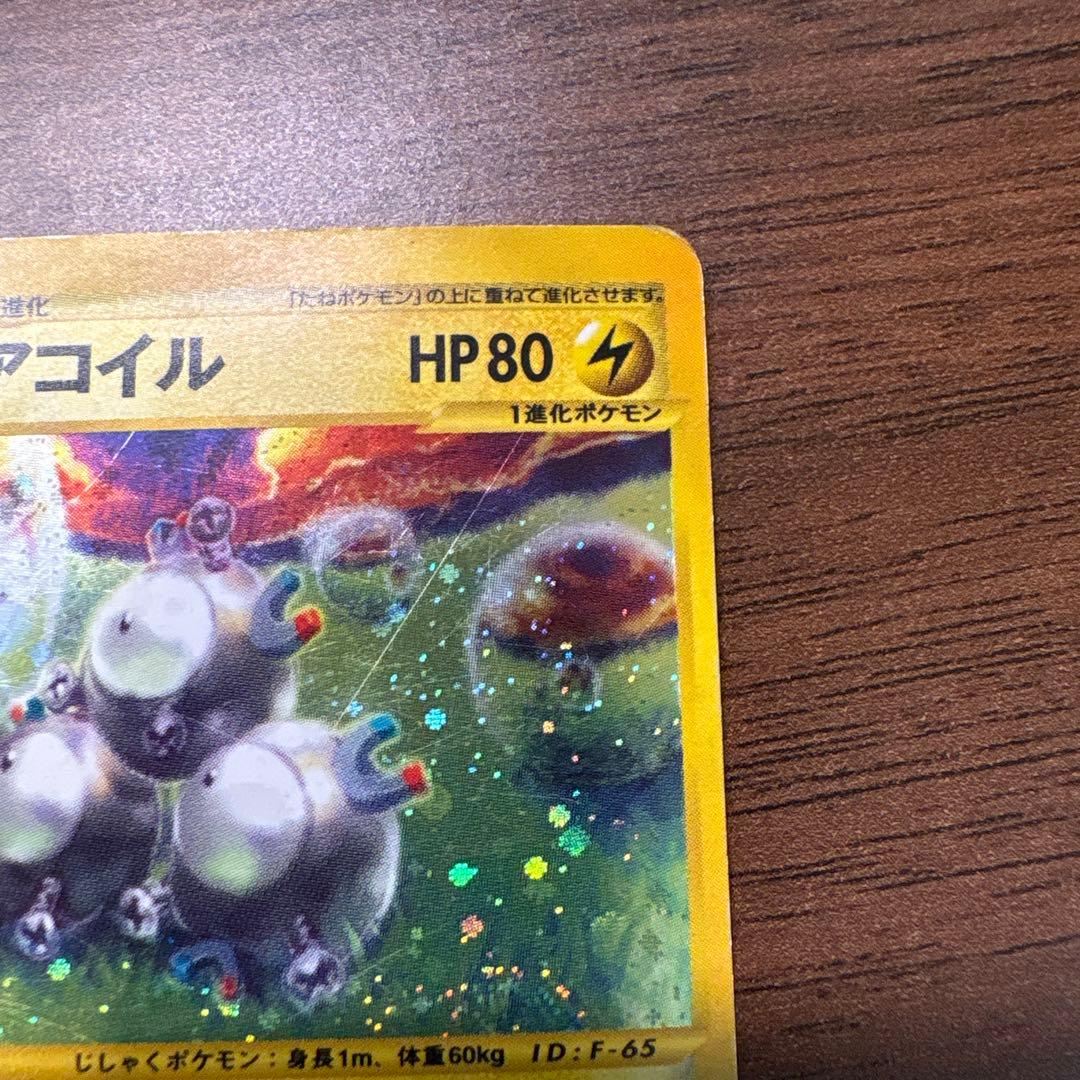 進化 「たねポケモン」の上に重ねて進化させます。
アコイル HP80
1進化ポケモン
じしゃくポケモン：身長1m、体重60kg ID:F-65